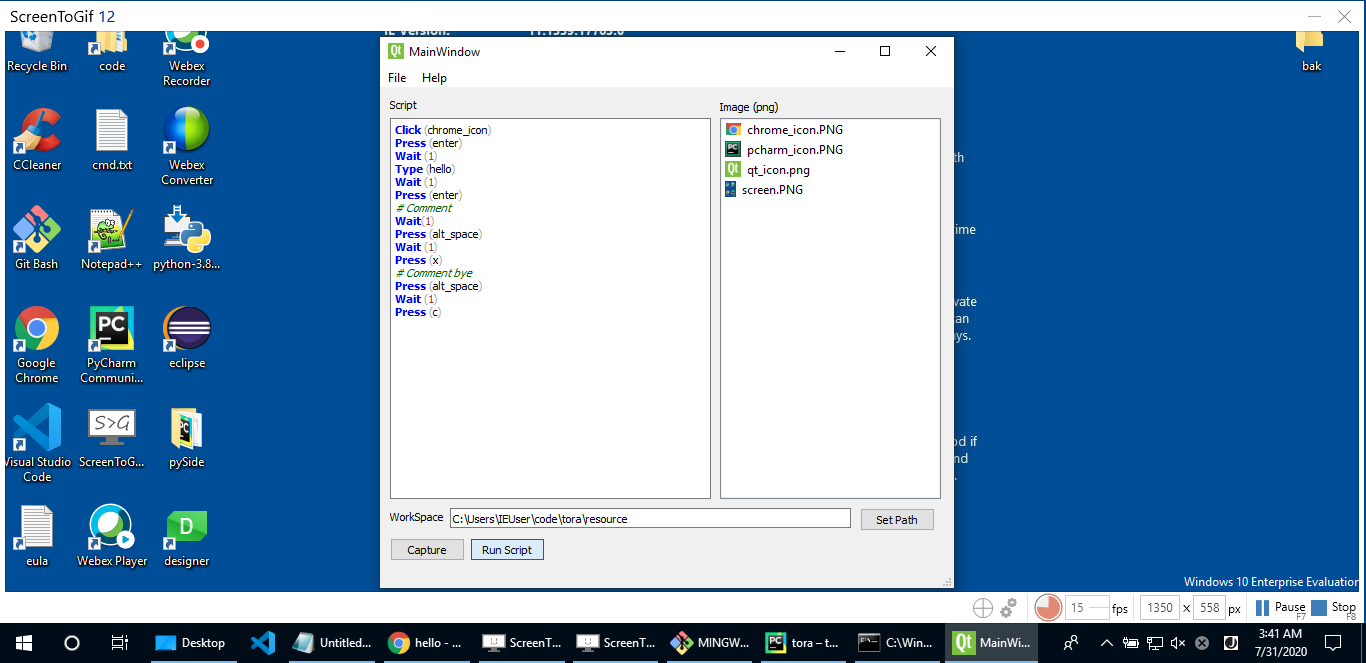 ScreenToGif 12
Recycle Bin
code
Webex Recorder
bak
CCleaner
cmd.txt
Webex Converter
Git Bash
Notepad++
python-3.8...
Google Chrome
PyCharm Communi...
eclipse
Visual Studio Code
ScreenToG...
pySide
eula
Webex Player
designer
MainWindow
File Help
Script
Image (png)
Click (chrome_icon)
Press (enter)
Wait (1)
Type (hello)
Wait (1)
Press (enter)
# Comment
Wait(1)
Press (alt_space)
Wait (1)
Press (x)
# Comment bye
Press (alt_space)
Wait (1)
Press (c)
chrome_icon.PNG
pcharm_icon.PNG
qt_icon.png
screen.PNG
WorkSpace C:\Users\IEUser\code\tora\resource Set Path
Capture Run Script
th
ime
vate
an
ys.
od if
nd
Windows 10 Enterprise Evaluation
15 fps 1350 x 558 px Pause F7 Stop F8
Desktop
Untitled...
hello - ...
ScreenT...
ScreenT...
MINGW...
tora – t...
C:\Win...
MainWi...
3:41 AM
7/31/2020